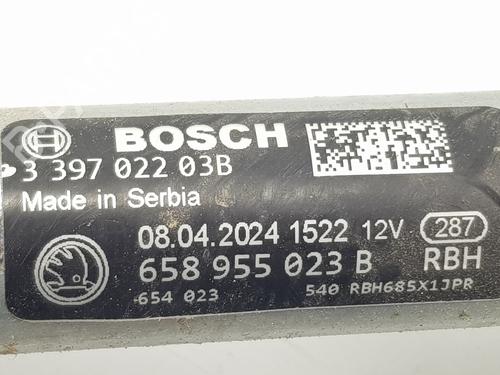 BOSCH
3 397 022 03B
Made in Serbia
08.04.2024 1522 12V 287
658 955 023 B RBH
654 023 540 RBH685X1JPR